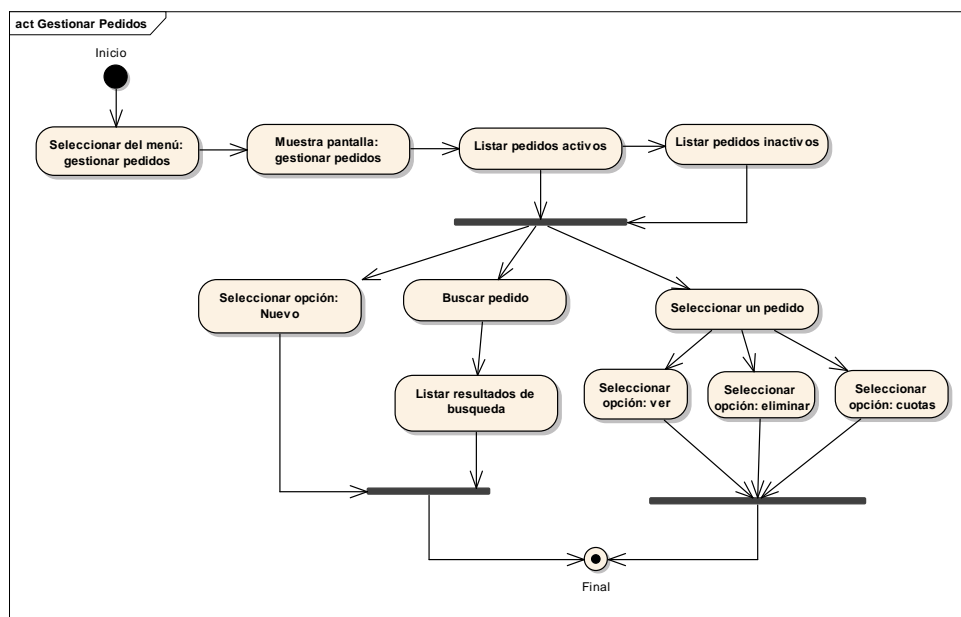 act Gestionar Pedidos
Inicio
Seleccionar del menú:
gestionar pedidos
Muestra pantalla:
gestionar pedidos
Listar pedidos activos
Listar pedidos inactivos
Seleccionar opción:
Nuevo
Buscar pedido
Seleccionar un pedido
Listar resultados de
busqueda
Seleccionar
opción: ver
Seleccionar
opción: eliminar
Seleccionar
opción: cuotas
Final